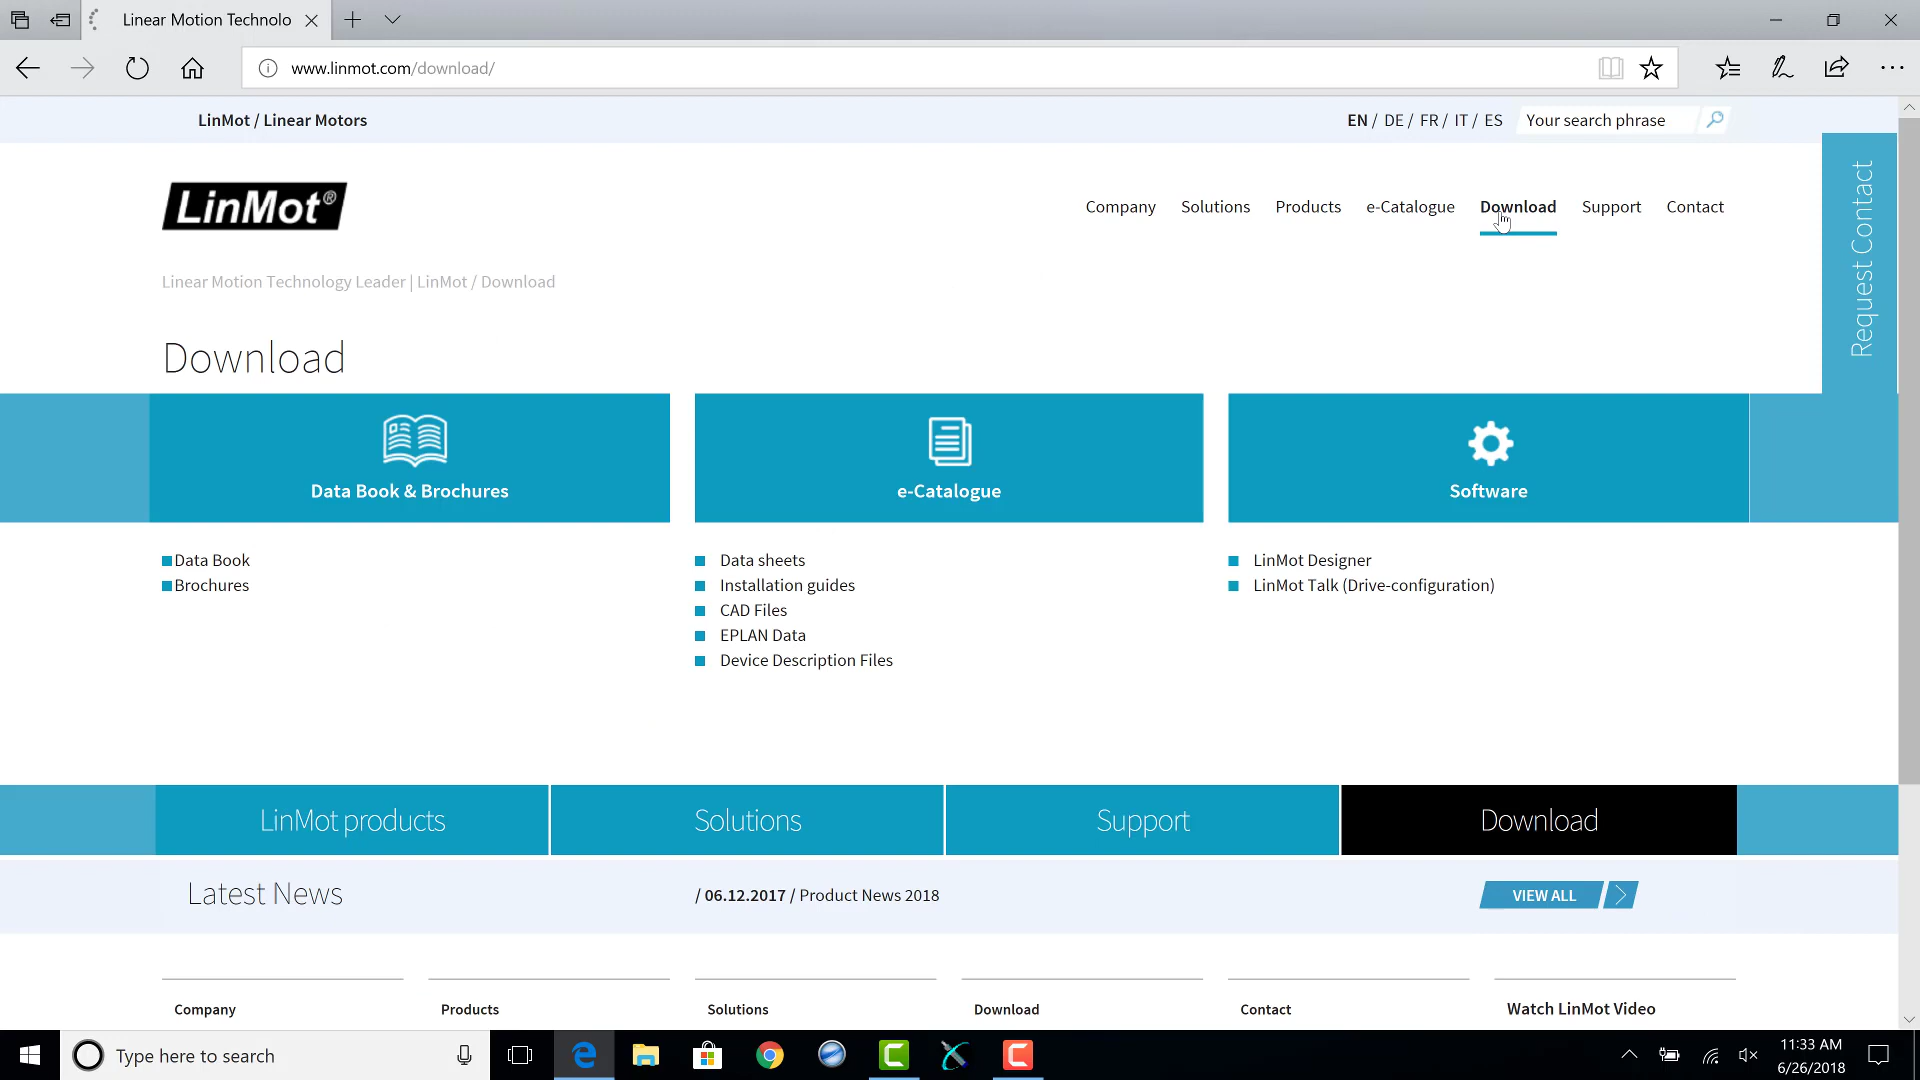 Linear Motion Technolo
www.linmot.com/download/
LinMot / Linear Motors
EN / DE / FR / IT / ES
Your search phrase
LinMot®
Company Solutions Products e-Catalogue Download Support Contact
Request Contact
Linear Motion Technology Leader | LinMot / Download
Download
Data Book & Brochures
e-Catalogue
Software
Data Book
Brochures
Data sheets
Installation guides
CAD Files
EPLAN Data
Device Description Files
LinMot Designer
LinMot Talk (Drive-configuration)
LinMot products
Solutions
Support
Download
Latest News
/ 06.12.2017 / Product News 2018
VIEW ALL
Company
Products
Solutions
Download
Contact
Watch LinMot Video
Type here to search
11:33 AM
6/26/2018